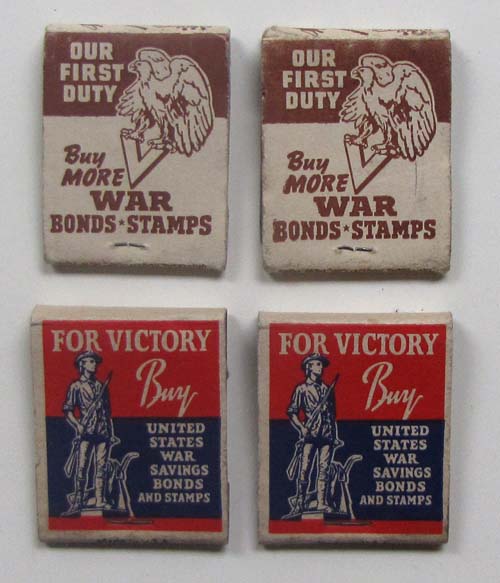 OUR
FIRST
DUTY
Buy
MORE
WAR
BONDS★STAMPS
OUR
FIRST
DUTY
Buy
MORE
WAR
BONDS★STAMPS
FOR VICTORY
Buy
UNITED
STATES
WAR
SAVINGS
BONDS
AND STAMPS
FOR VICTORY
Buy
UNITED
STATES
WAR
SAVINGS
BONDS
AND STAMPS